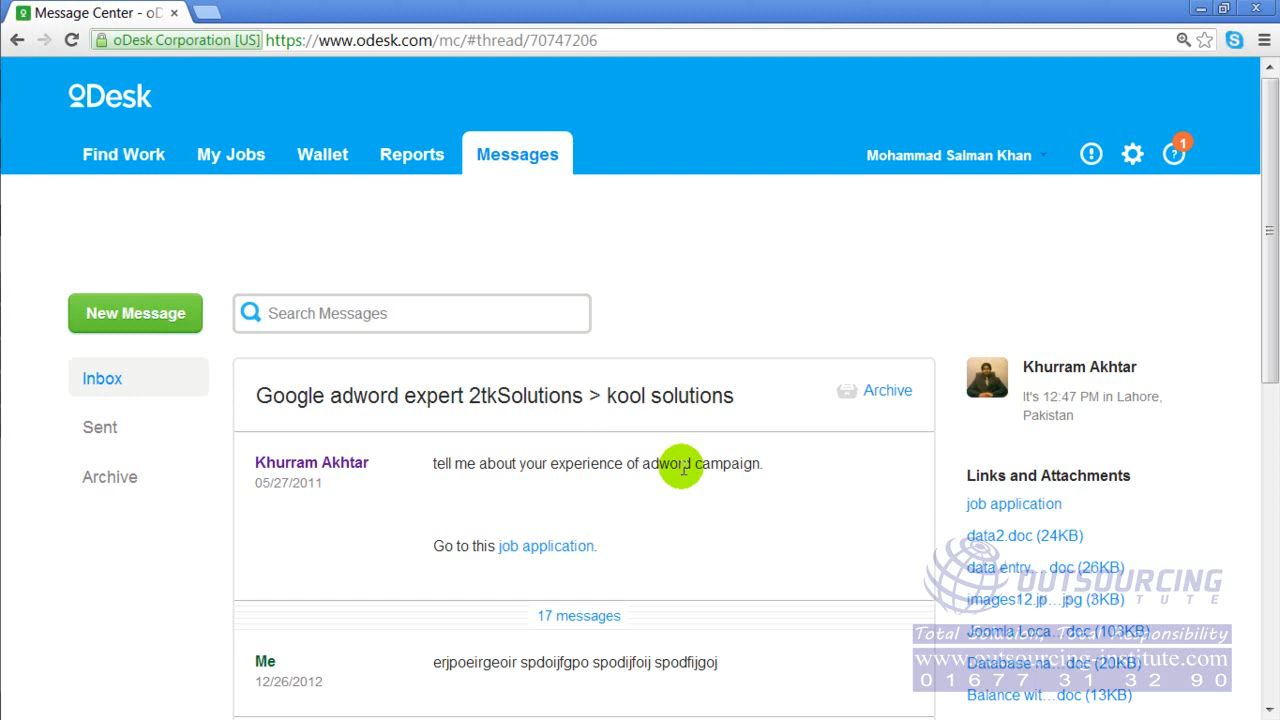 Message Center - oD
oDesk Corporation [US] https://www.odesk.com/mc/#thread/70747206
oDesk
Find Work My Jobs Wallet Reports Messages Mohammad Salman Khan 1
New Message Search Messages
Inbox
Sent
Archive
Google adword expert 2tkSolutions > kool solutions Archive
Khurram Akhtar tell me about your experience of adword campaign.
05/27/2011
Go to this job application.
17 messages
Me erjpoeirgeoir spdoijfgpo spodijfoij spodfijgoj
12/26/2012
Khurram Akhtar
It's 12:47 PM in Lahore,
Pakistan
Links and Attachments
job application
data2.doc (24KB)
data entry,... doc (26KB)
images12.jp...jpg (3KB)
Joomla Loca...doc (103KB)
Database na...doc (20KB)
Balance wit...doc (13KB)
OUTSOURCING
INSTITUTE
Total Solution, Total Responsibility
www.outsourcing-institute.com
01677 31 32 90